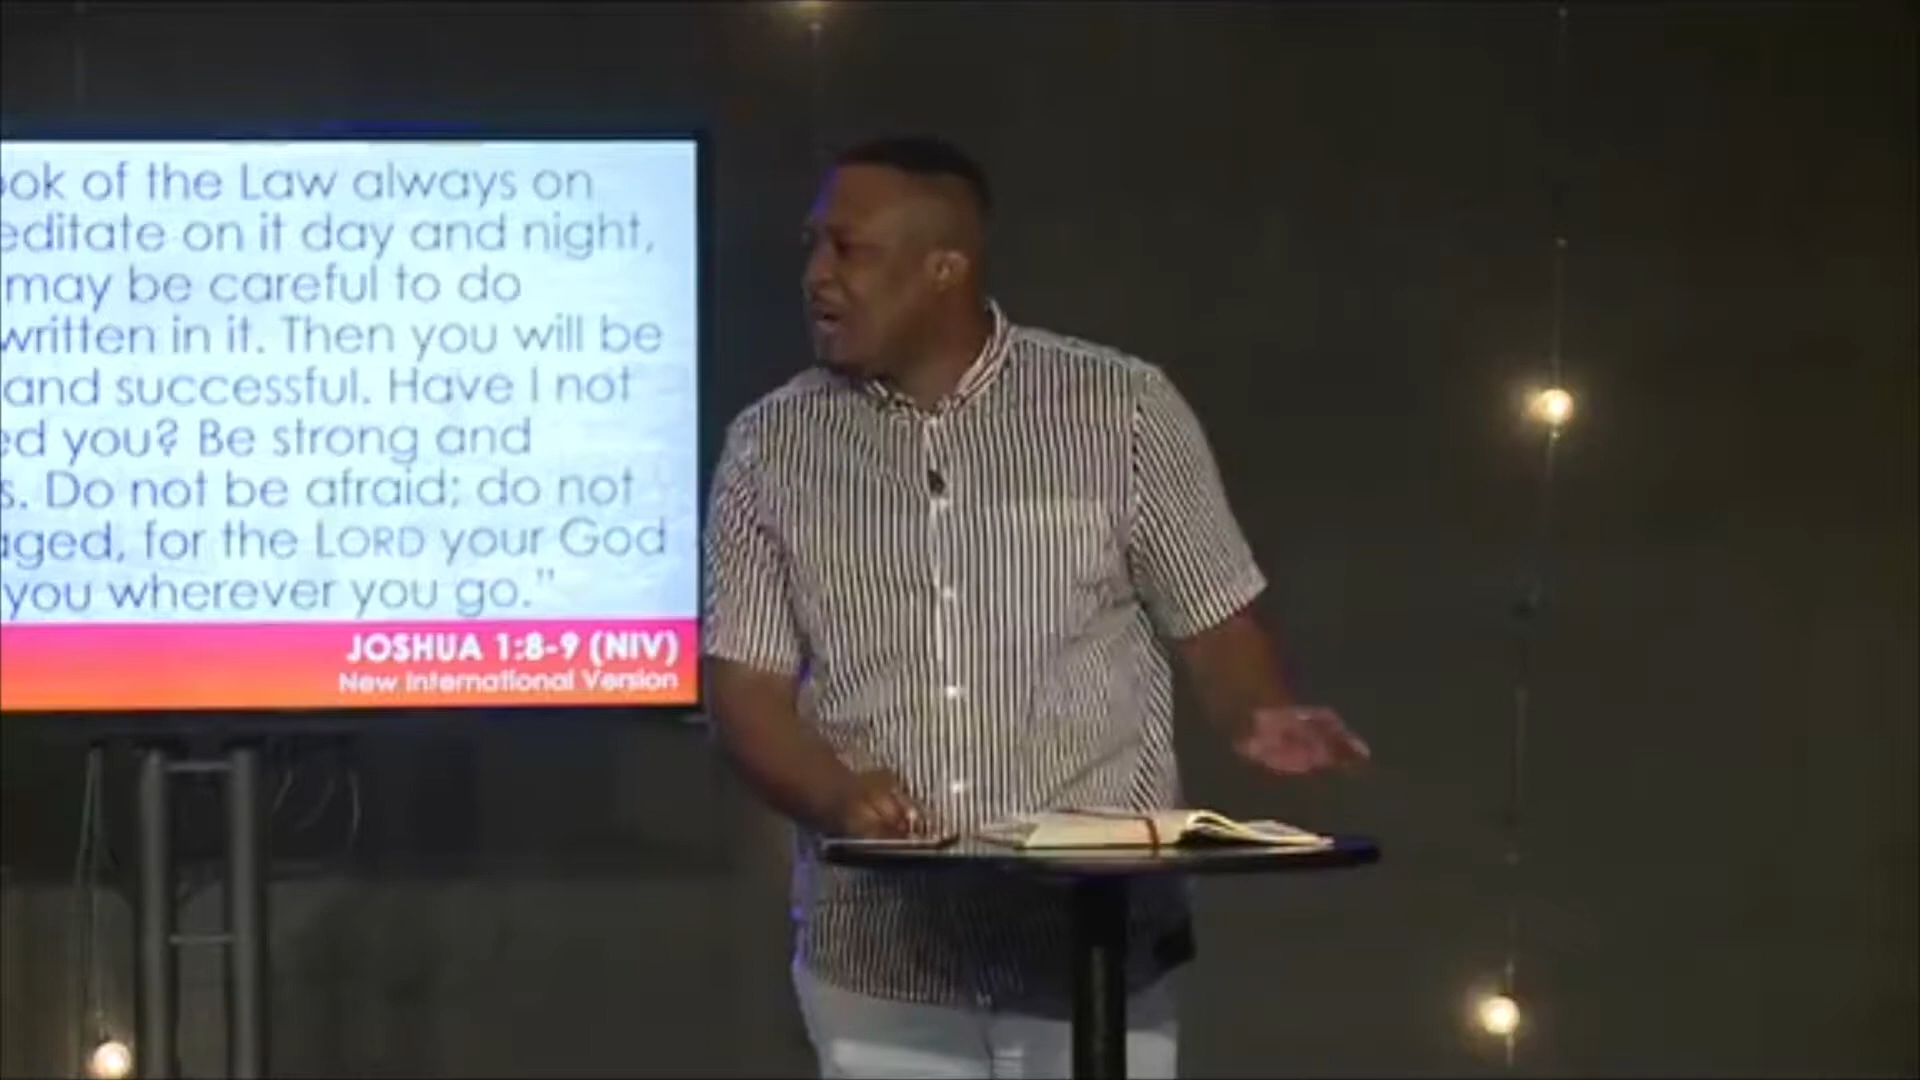 ook of the Law always on
editate on it day and night,
may be careful to do
written in it. Then you will be
and successful. Have I not
ed you? Be strong and
s. Do not be afraid; do not
aged, for the LORD your God
you wherever you go."
JOSHUA 1:8-9 (NIV)
New International Version